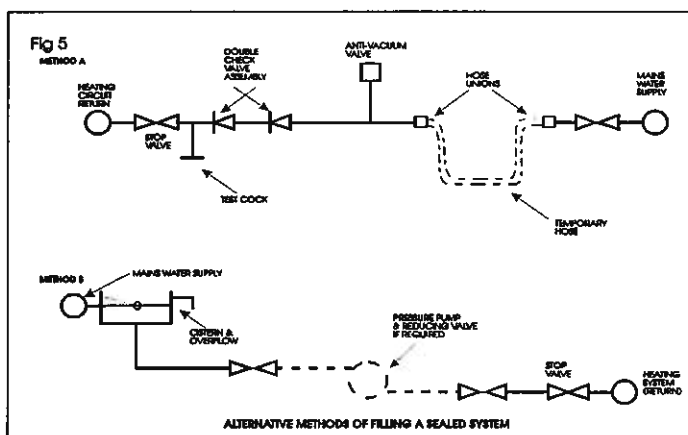 Fig 5
METHOD A
HEATING
CIRCUIT
RETURN
STOP
VALVE
DOUBLE
CHECK
VALVE
ASSEMBLY
TEST COCK
ANTI-VACUUM
VALVE
HOSE
UNIONS
TEMPORARY
HOSE
MAINS
WATER
SUPPLY
METHOD B
MAINS WATER SUPPLY
CISTERN &
OVERFLOW
PRESSURE PUMP
& REDUCING VALVE
IF REQUIRED
STOP
VALVE
HEATING
SYSTEM
(RETURN)
ALTERNATIVE METHODS OF FILLING A SEALED SYSTEM